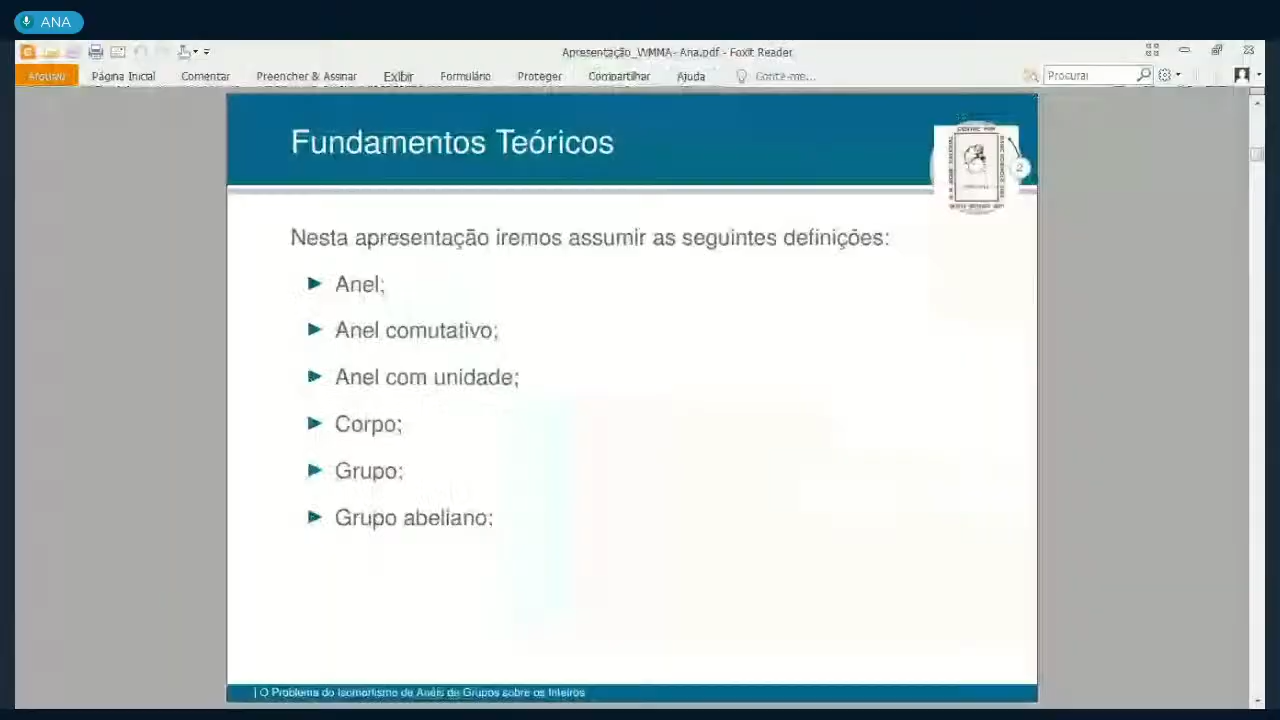 ANA
Apresentação_WMMA-Ana.pdf - Foxit Reader
Arquivo Página Inicial Comentar Preencher & Assinar Exibir Formulário Proteger Compartilhar Ajuda Conte-me... Procurar
Fundamentos Teóricos
2
Nesta apresentação iremos assumir as seguintes definições:
► Anel;
► Anel comutativo;
► Anel com unidade;
► Corpo;
► Grupo;
► Grupo abeliano;
| O Problema do Isomorfismo de Anéis de Grupos sobre os Inteiros